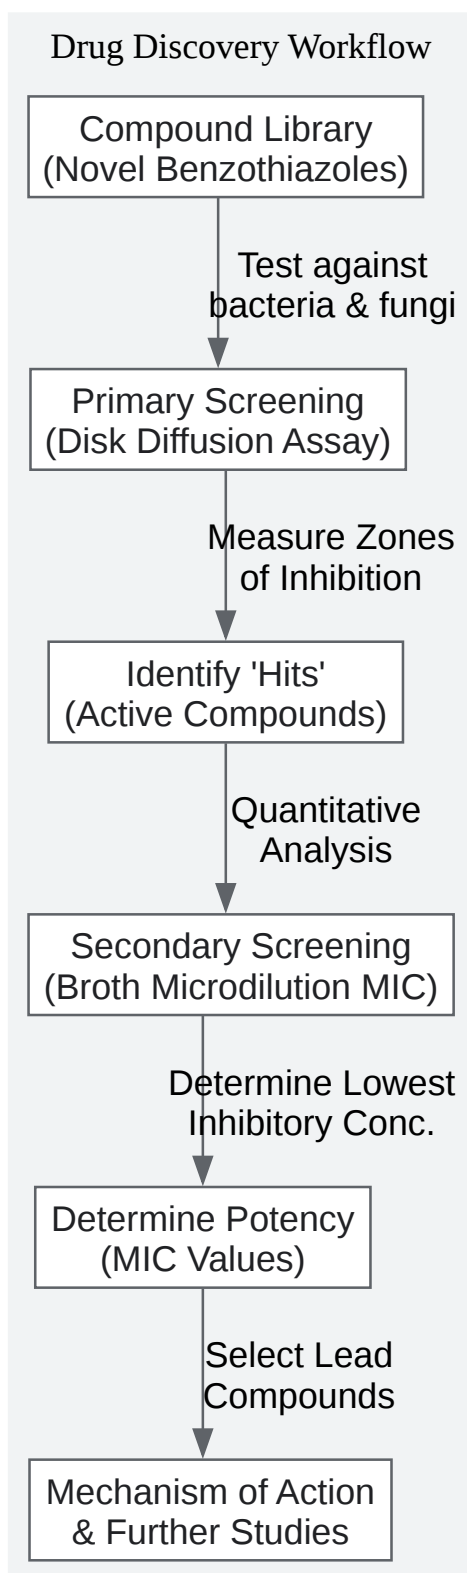 Drug Discovery Workflow
Compound Library
(Novel Benzothiazoles)
Test against
bacteria & fungi
Primary Screening
(Disk Diffusion Assay)
Measure Zones
of Inhibition
Identify 'Hits'
(Active Compounds)
Quantitative
Analysis
Secondary Screening
(Broth Microdilution MIC)
Determine Lowest
Inhibitory Conc.
Determine Potency
(MIC Values)
Select Lead
Compounds
Mechanism of Action
& Further Studies